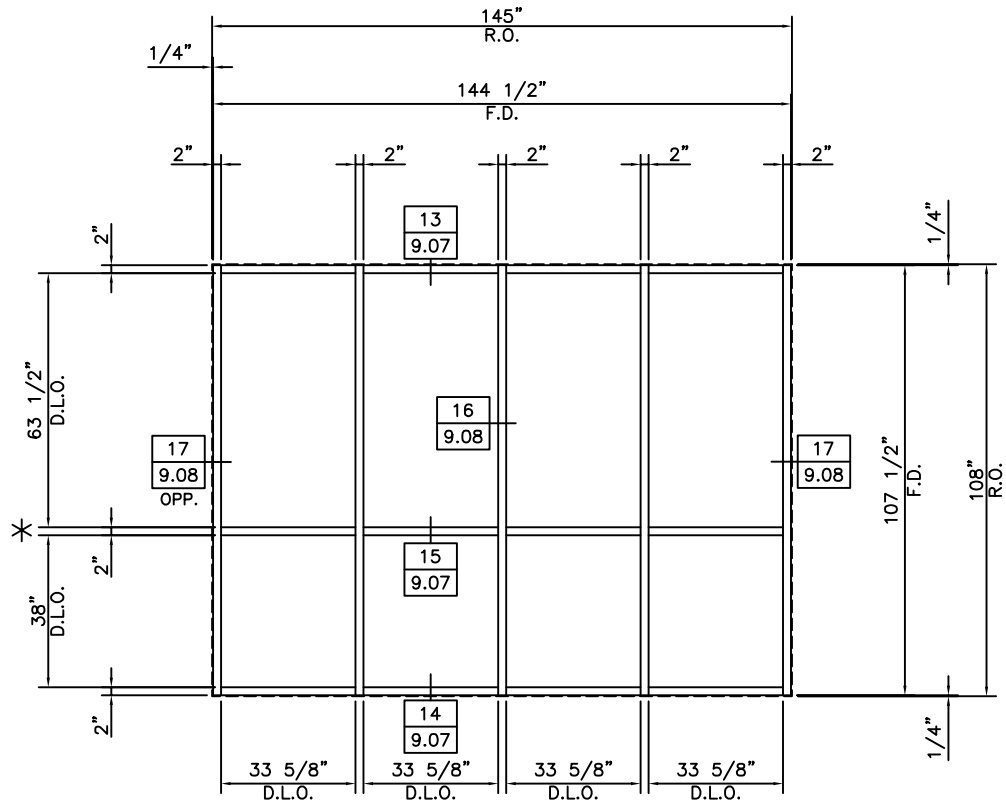 145"
R.O.
1/4"
144 1/2"
F.D.
2" 2" 2" 2" 2"
2"
13
9.07
1/4"
63 1/2"
D.L.O.
16
9.08
17
9.08
OPP.
17
9.08
107 1/2"
F.D.
108"
R.O.
2"
15
9.07
38"
D.L.O.
2"
14
9.07
1/4"
33 5/8" 33 5/8" 33 5/8" 33 5/8"
D.L.O. D.L.O. D.L.O. D.L.O.